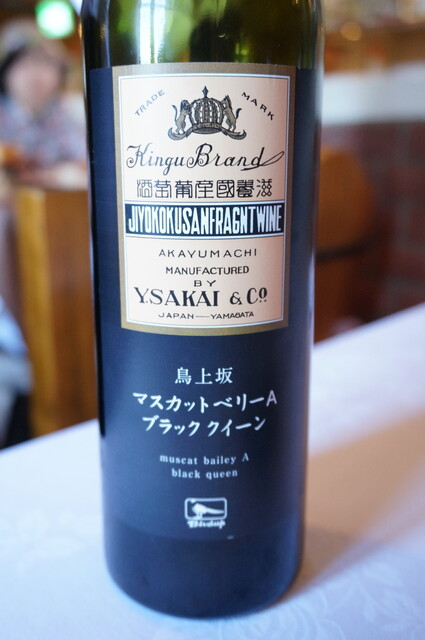 TRADE MARK
Kingu Brand
滋養國産葡萄酒
JIYOKOKUSANFRAGNTWINE
AKAYUMACHI
MANUFACTURED
BY
Y.SAKAI & Co.
JAPAN—YAMAGATA
鳥上坂
マスカットベリーA
ブラック クイーン
muscat bailey A
black queen
Birdup